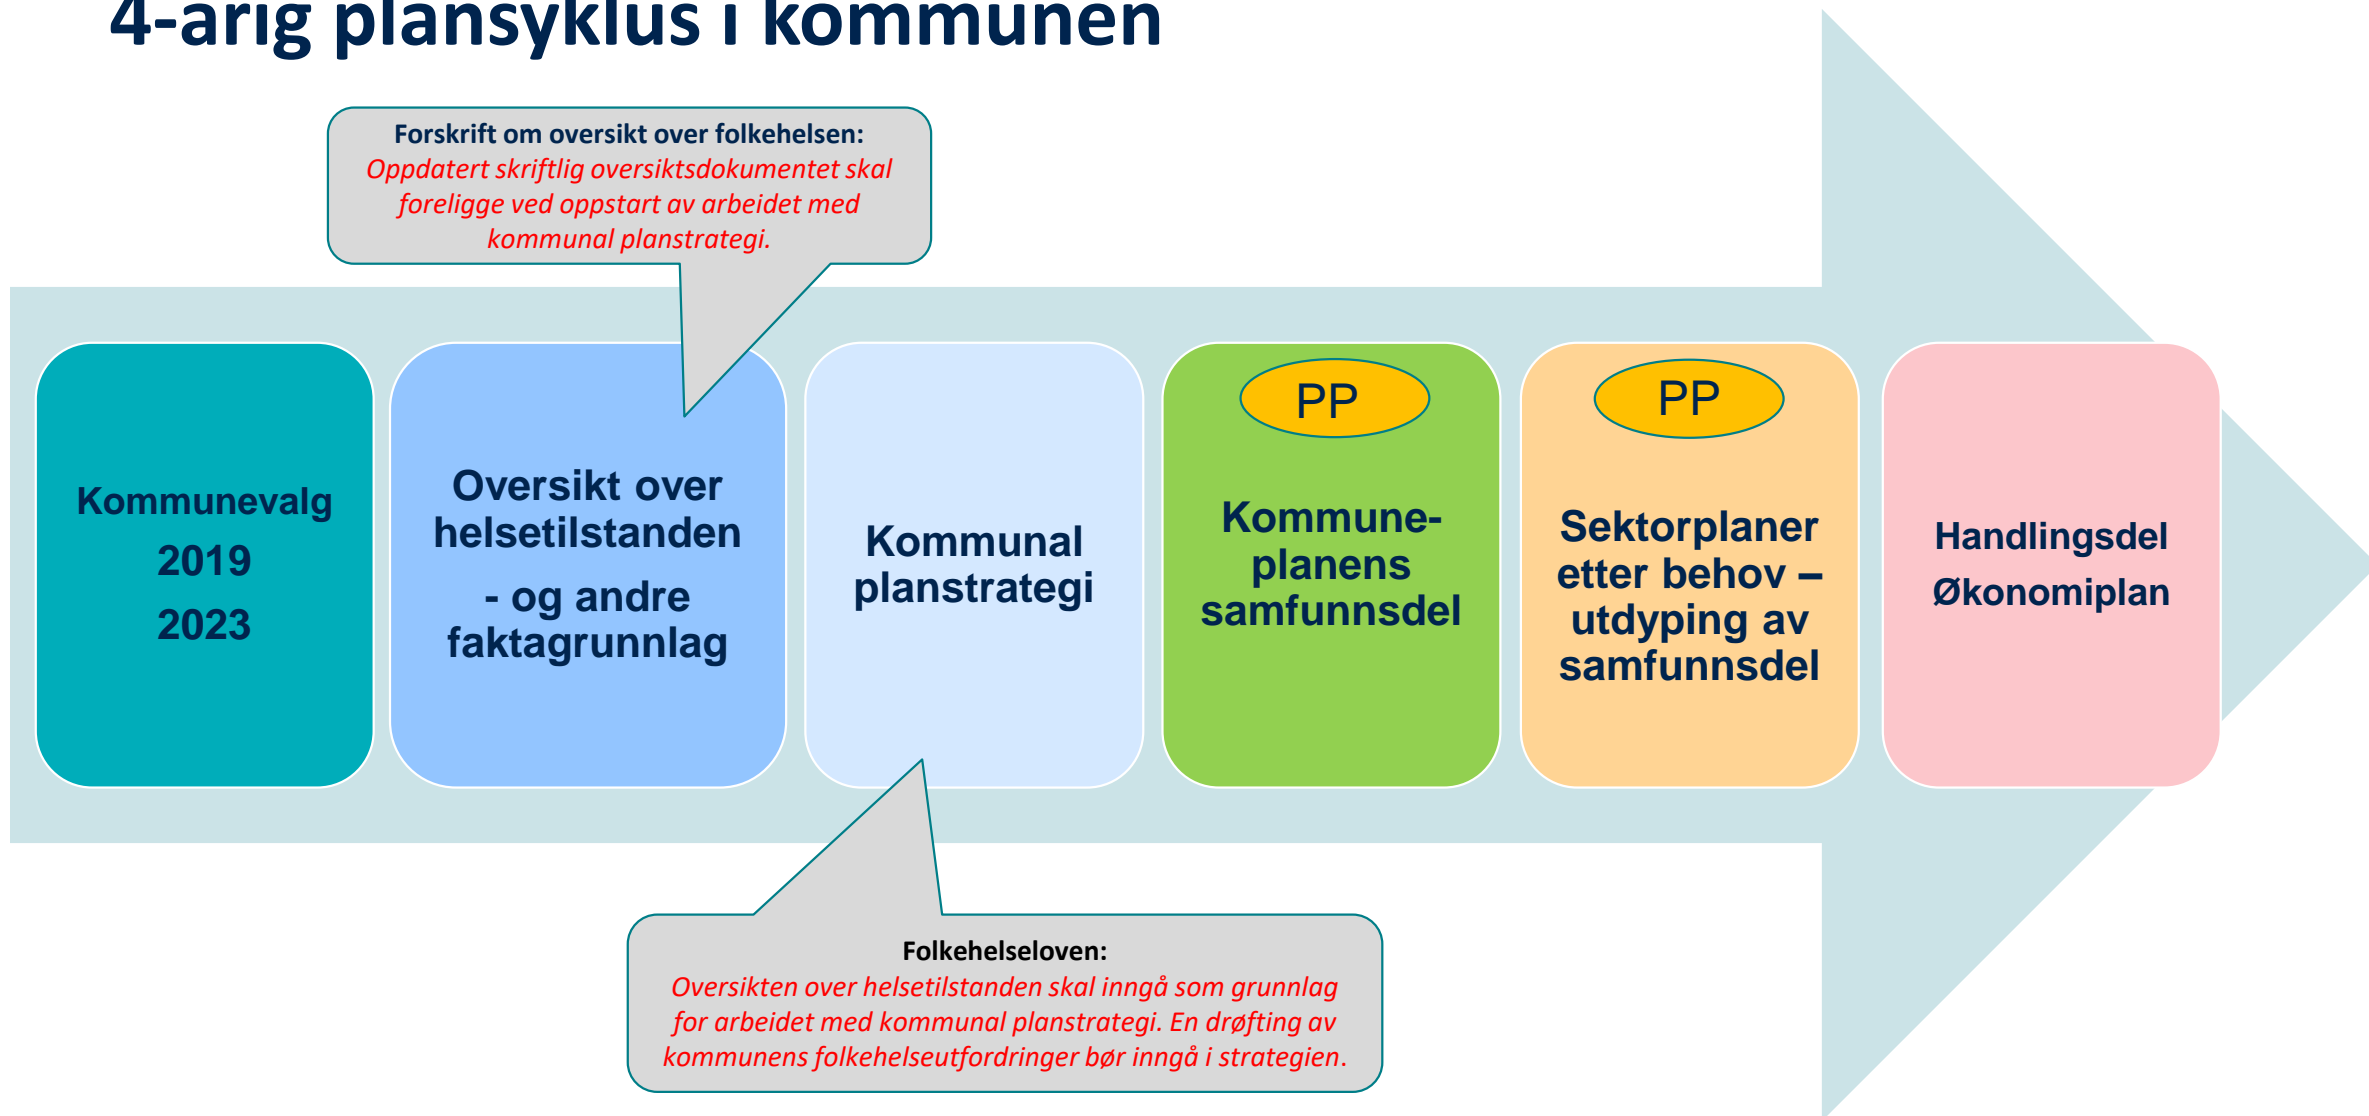 4-årig plansyklus i kommunen
Forskrift om oversikt over folkehelsen:
Oppdatert skriftlig oversiktsdokumentet skal
foreligge ved oppstart av arbeidet med
kommunal planstrategi.
Kommunevalg
2019
2023
Oversikt over
helsetilstanden
- og andre
faktagrunnlag
Kommunal
planstrategi
PP
Kommune-
planens
samfunnsdel
PP
Sektorplaner
etter behov –
utdyping av
samfunnsdel
Handlingsdel
Økonomiplan
Folkehelseloven:
Oversikten over helsetilstanden skal inngå som grunnlag
for arbeidet med kommunal planstrategi. En drøfting av
kommunens folkehelseutfordringer bør inngå i strategien.